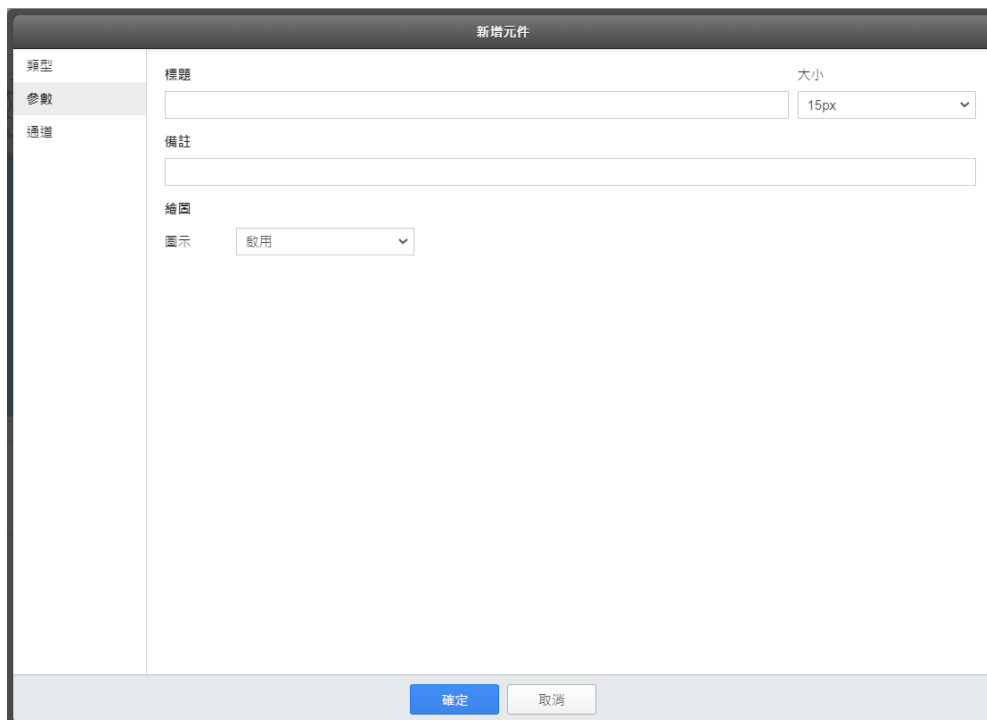 新增元件
類型
參數
通道
標題
大小
15px
備註
繪圖
圖示
啟用
確定
取消